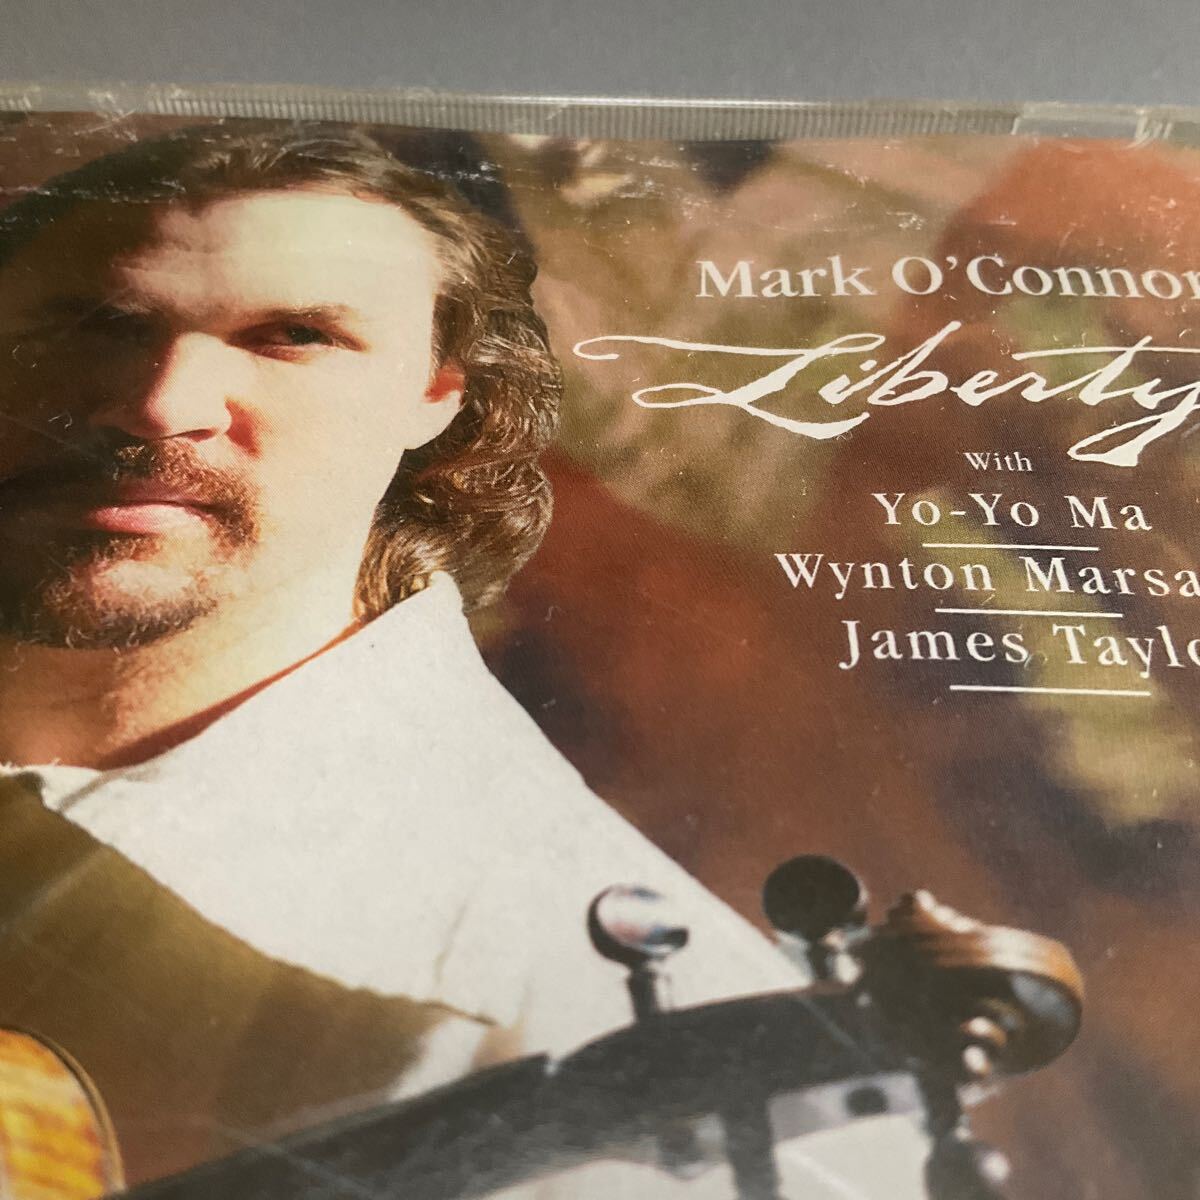 Mark O'Connor
Liberty
With
Yo-Yo Ma
Wynton Marsa
James Taylo